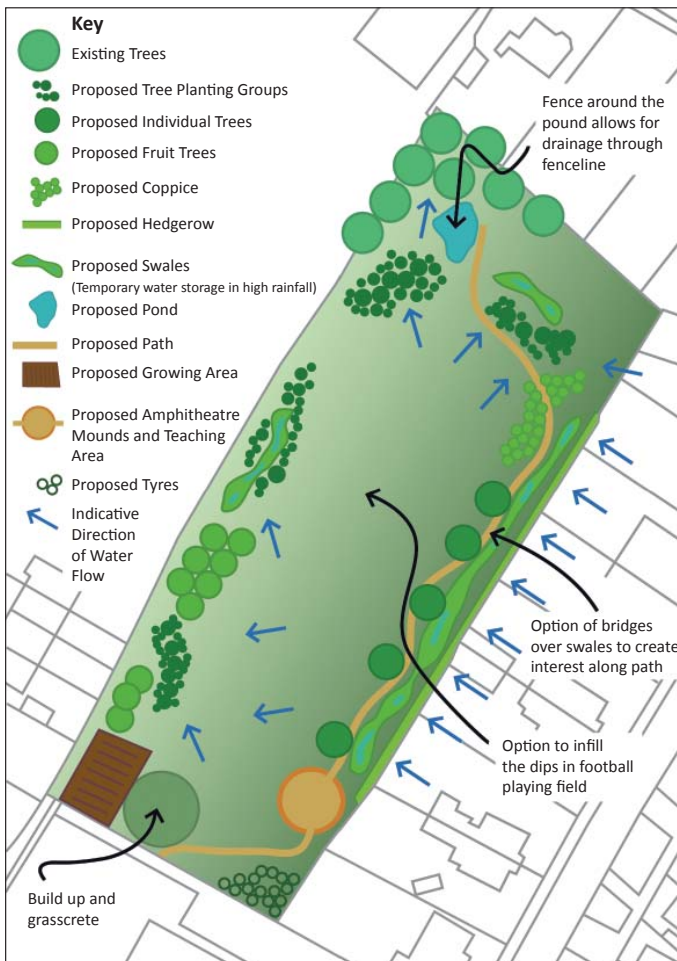 Key
Existing Trees
Proposed Tree Planting Groups
Proposed Individual Trees
Proposed Fruit Trees
Proposed Coppice
Proposed Hedgerow
Proposed Swales
(Temporary water storage in high rainfall)
Proposed Pond
Proposed Path
Proposed Growing Area
Proposed Amphitheatre
Mounds and Teaching
Area
Proposed Tyres
Indicative
Direction
of Water
Flow
Fence around the
pound allows for
drainage through
fenceline
Option of bridges
over swales to create
interest along path
Option to infill
the dips in football
playing field
Build up and
grasscrete